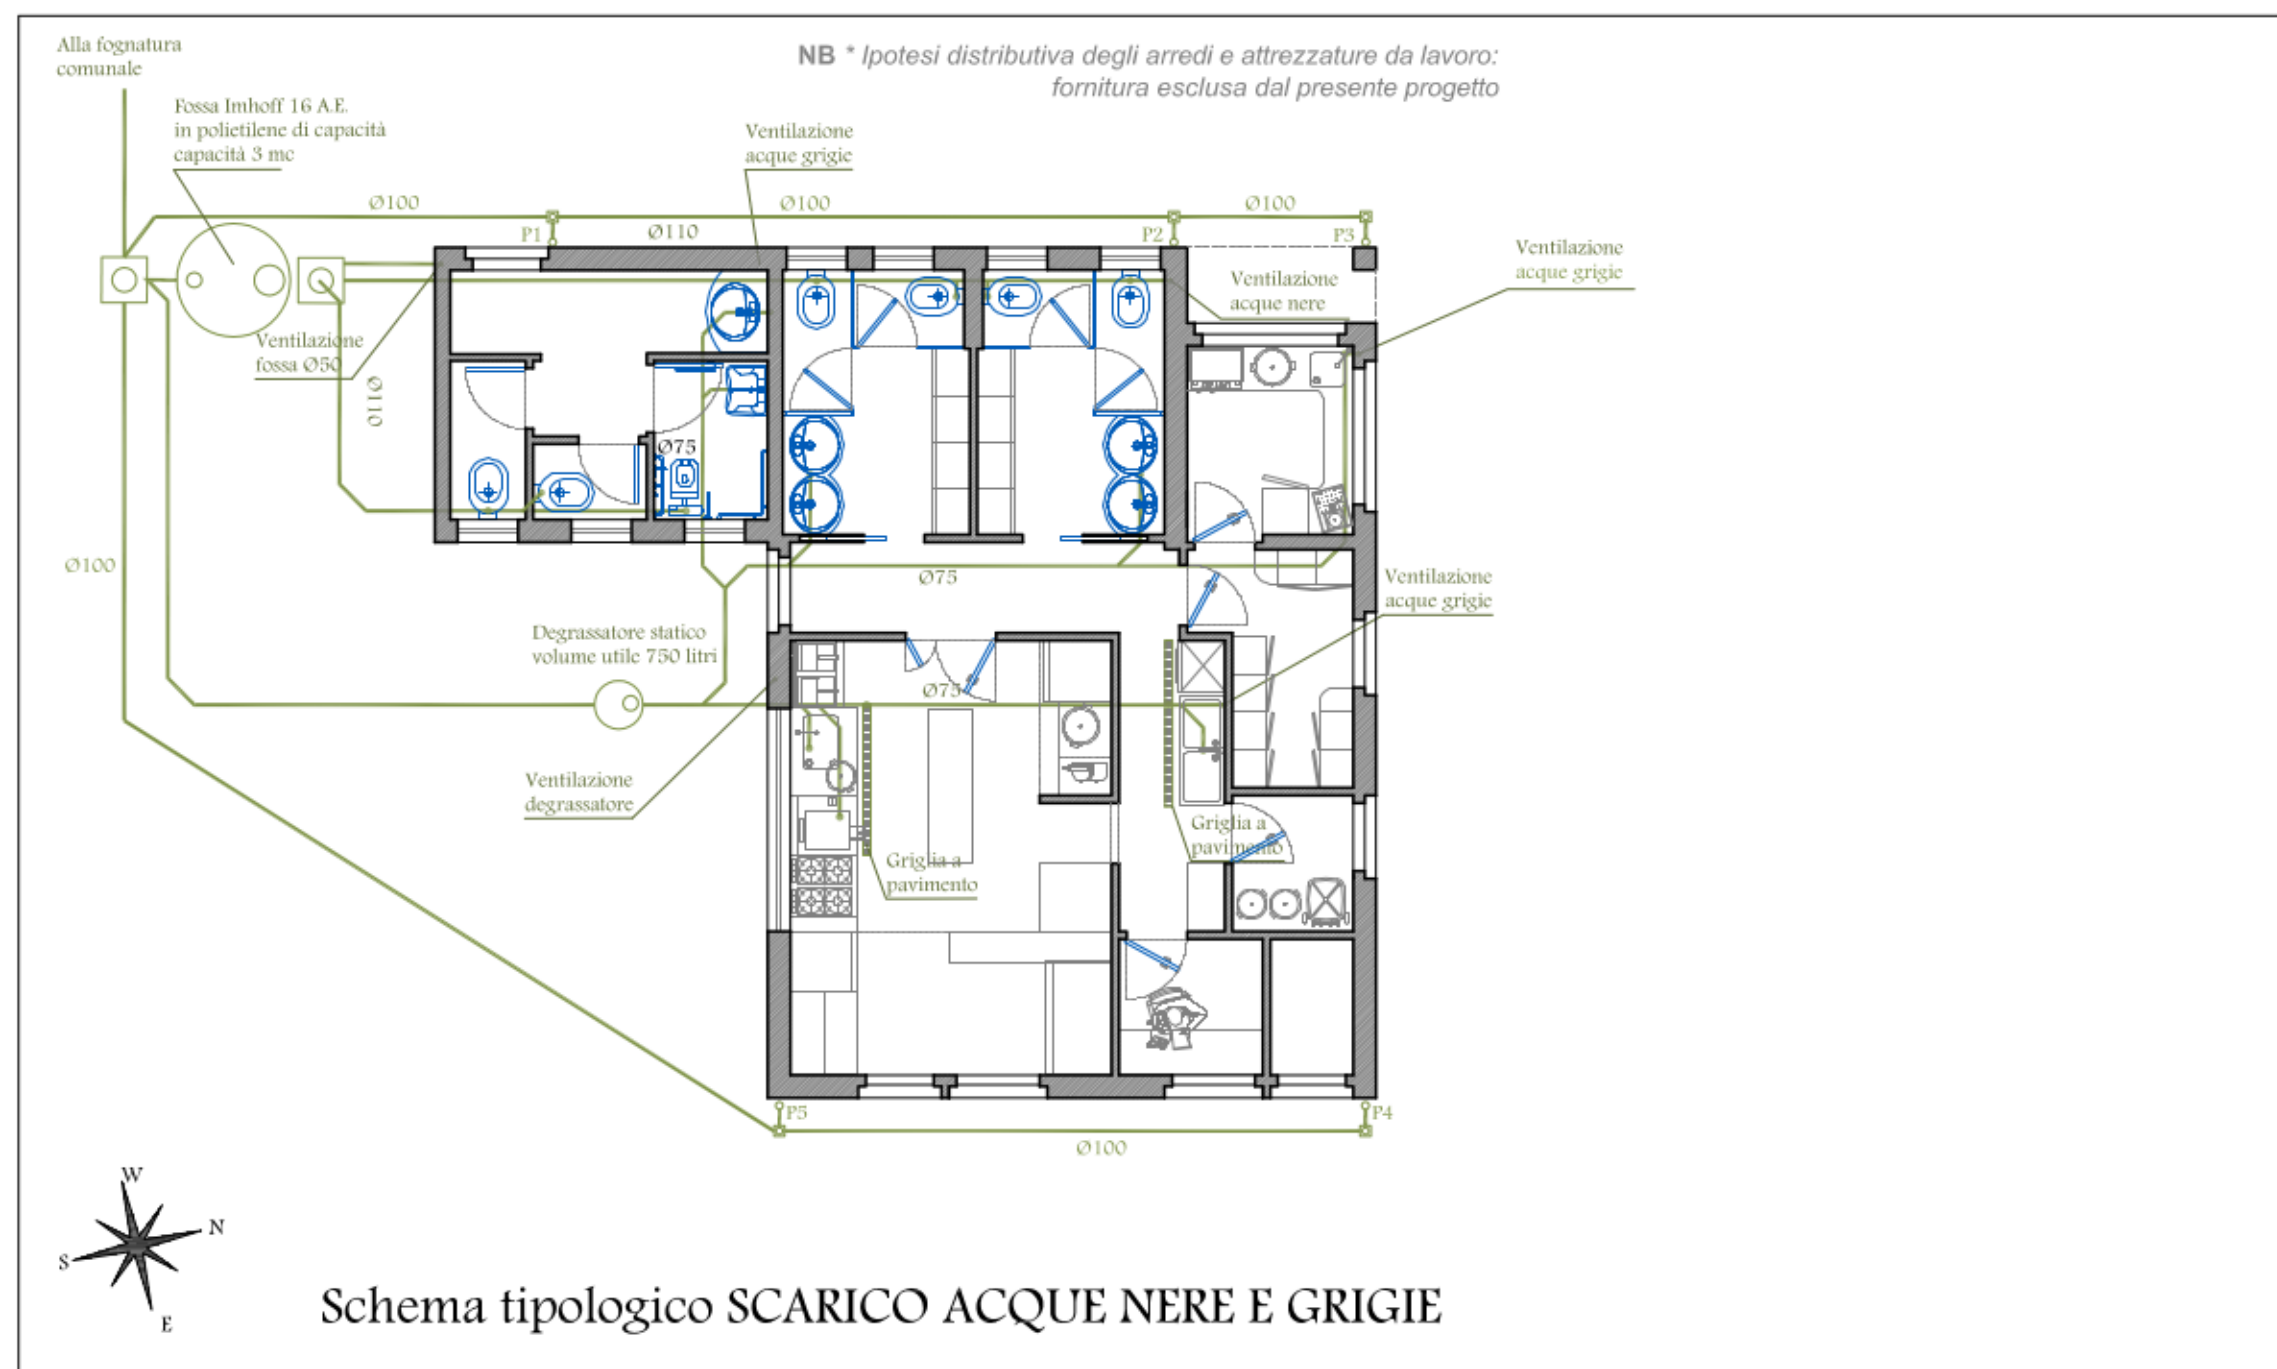 Alla fognatura
comunale
NB * Ipotesi distributiva degli arredi e attrezzature da lavoro:
fornitura esclusa dal presente progetto
Fossa Imhoff 16 A.E.
in polietilene di capacità
capacità 3 mc
Ventilazione
acque grigie
Ø100
Ø100
Ø100
P1
Ø110
P2
P3
Ventilazione
acque grigie
Ventilazione
acque nere
Ventilazione
fossa Ø50
Ø110
Ø75
Ø100
Ø75
Ventilazione
acque grigie
Degrassatore statico
volume utile 750 litri
Ø75
Ventilazione
degrassatore
Griglia a
pavimento
Griglia a
pavimento
P5
P4
Ø100
W
N
S
E
Schema tipologico SCARICO ACQUE NERE E GRIGIE